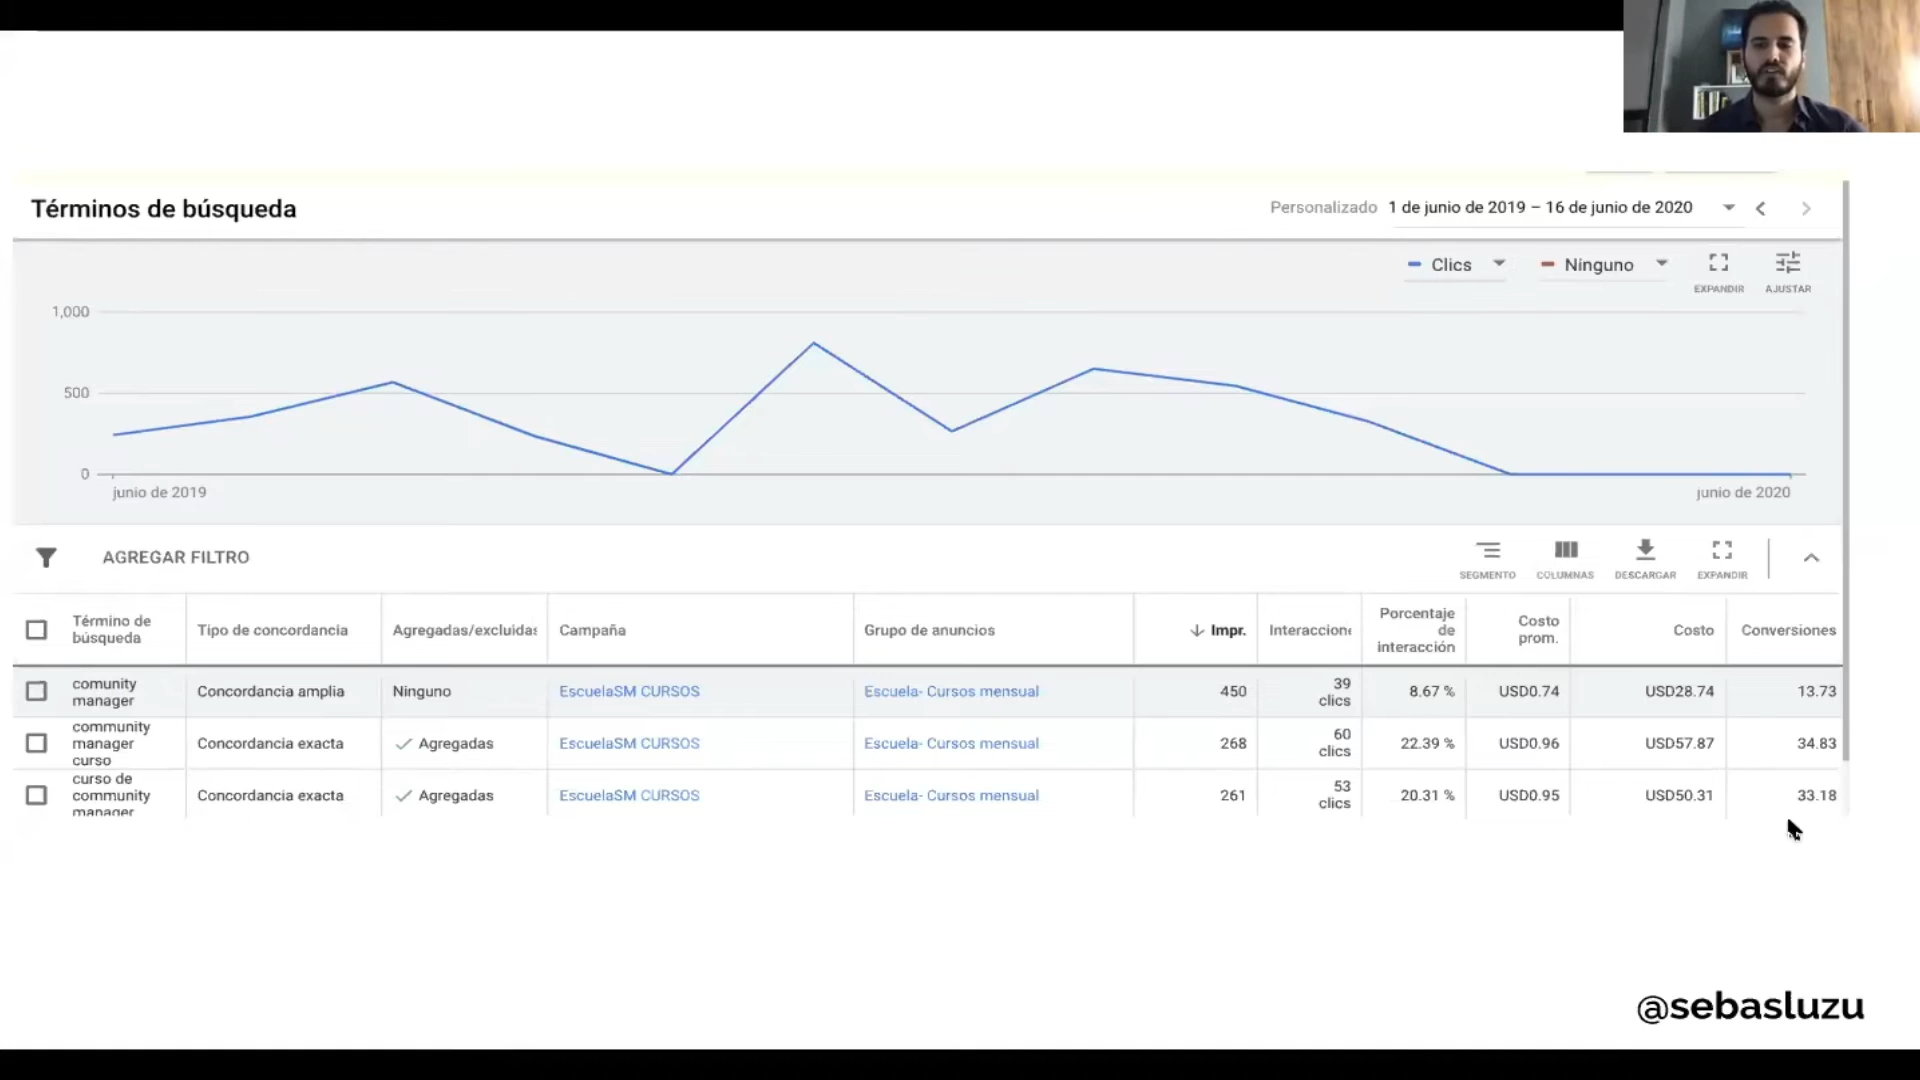 Términos de búsqueda
Personalizado 1 de junio de 2019 – 16 de junio de 2020
Clics Ninguno
EXPANDIR AJUSTAR
1,000
500
0
junio de 2019 junio de 2020
AGREGAR FILTRO
SEGMENTO COLUMNAS DESCARGAR EXPANDIR
Término de búsqueda Tipo de concordancia Agregadas/excluidas Campaña Grupo de anuncios Impr. Interaccione Porcentaje de interacción Costo prom. Costo Conversiones
comunity manager Concordancia amplia Ninguno EscuelaSM CURSOS Escuela- Cursos mensual 450 39 clics 8.67 % USD0.74 USD28.74 13.73
community manager curso Concordancia exacta Agregadas EscuelaSM CURSOS Escuela- Cursos mensual 268 60 clics 22.39 % USD0.96 USD57.87 34.83
curso de community manager Concordancia exacta Agregadas EscuelaSM CURSOS Escuela- Cursos mensual 261 53 clics 20.31 % USD0.95 USD50.31 33.18
@sebasluzu